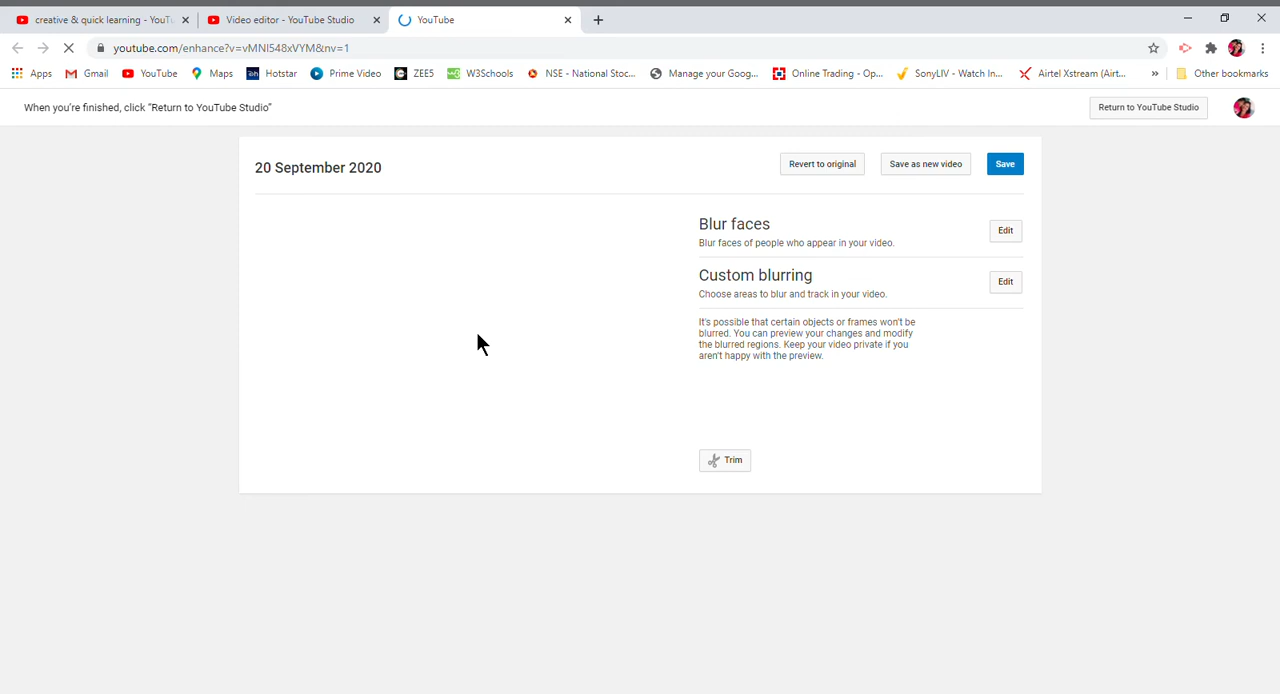 creative & quick learning - YouTu
Video editor - YouTube Studio
YouTube
youtube.com/enhance?v=vMNI548xVYM&nv=1
Apps
Gmail
YouTube
Maps
Hotstar
Prime Video
ZEE5
W3Schools
NSE - National Stoc...
Manage your Goog...
Online Trading - Op...
SonyLIV - Watch In...
Airtel Xstream (Airt...
»
Other bookmarks
When you're finished, click "Return to YouTube Studio"
Return to YouTube Studio
20 September 2020
Revert to original
Save as new video
Save
Blur faces
Blur faces of people who appear in your video.
Edit
Custom blurring
Choose areas to blur and track in your video.
Edit
It's possible that certain objects or frames won't be
blurred. You can preview your changes and modify
the blurred regions. Keep your video private if you
aren't happy with the preview.
Trim